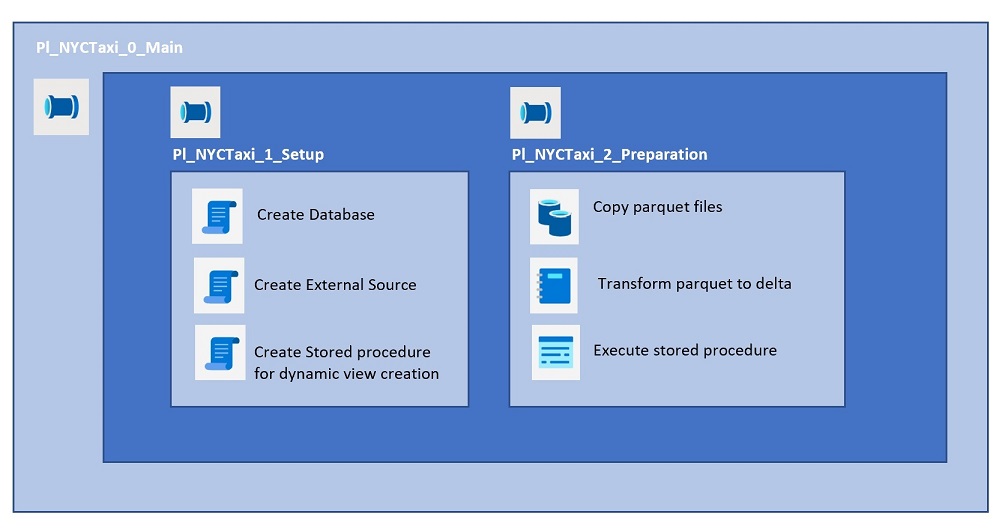 Pl_NYCTaxi_0_Main
Pl_NYCTaxi_1_Setup
Create Database
Create External Source
Create Stored procedure
for dynamic view creation
Pl_NYCTaxi_2_Preparation
Copy parquet files
Transform parquet to delta
Execute stored procedure